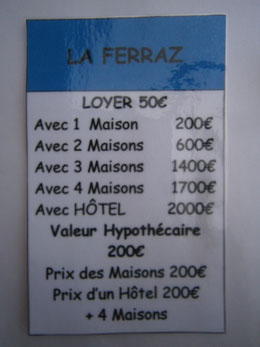 LA FERRAZ
LOYER 50€
Avec 1 Maison 200€
Avec 2 Maisons 600€
Avec 3 Maisons 1400€
Avec 4 Maisons 1700€
Avec HÔTEL 2000€
Valeur Hypothécaire
200€
Prix des Maisons 200€
Prix d'un Hôtel 200€
+ 4 Maisons